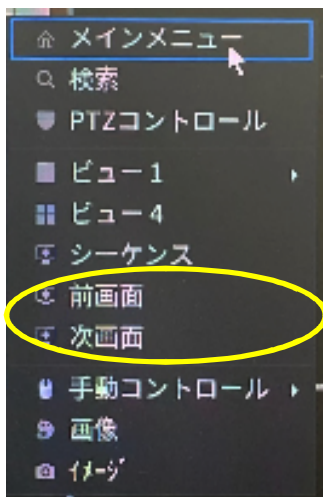 メインメニュー
検索
PTZコントロール
ビュー1
ビュー4
シーケンス
前画面
次画面
手動コントロール
画像
ｲﾒｰｼﾞ